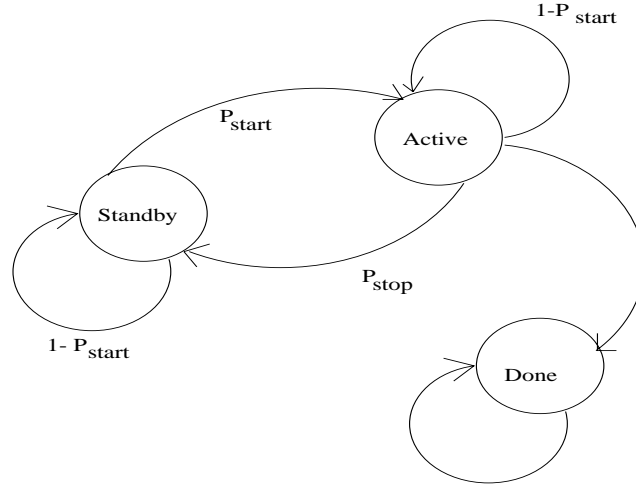 1-P start
P start
Active
Standby
P stop
1- P start
Done